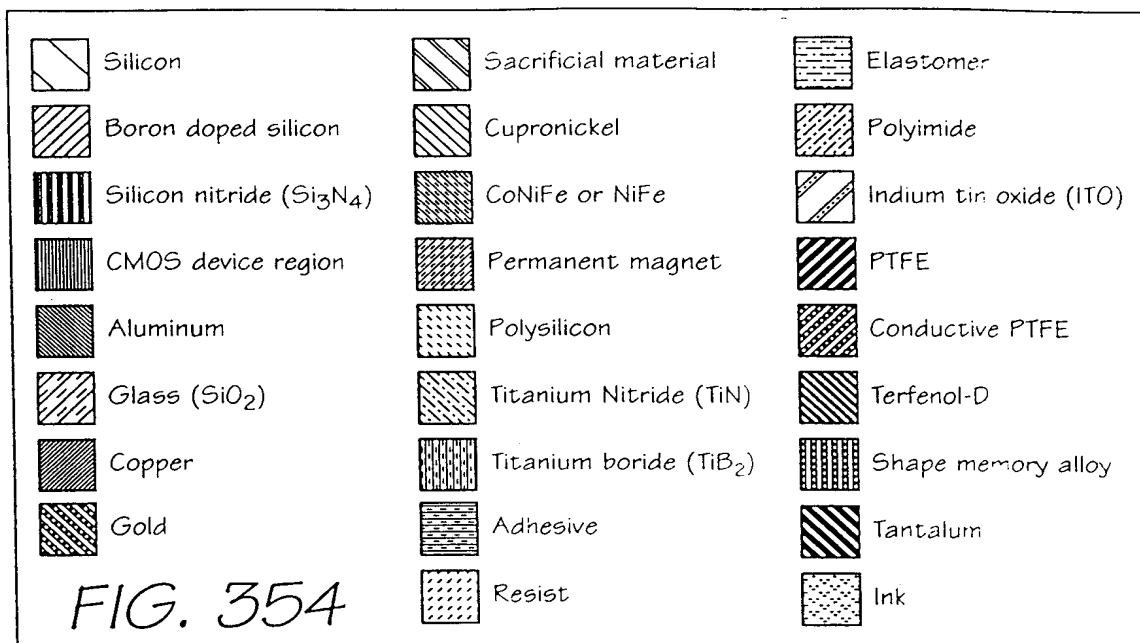 Silicon
Boron doped silicon
Silicon nitride (Si₃N₄)
CMOS device region
Aluminum
Glass (SiO₂)
Copper
Gold
FIG. 354
Sacrificial material
Cupronickel
CoNiFe or NiFe
Permanent magnet
Polysilicon
Titanium Nitride (TiN)
Titanium boride (TiB₂)
Adhesive
Resist
Elastomer
Polyimide
Indium tin oxide (ITO)
PTFE
Conductive PTFE
Terfenol-D
Shape memory alloy
Tantalum
Ink